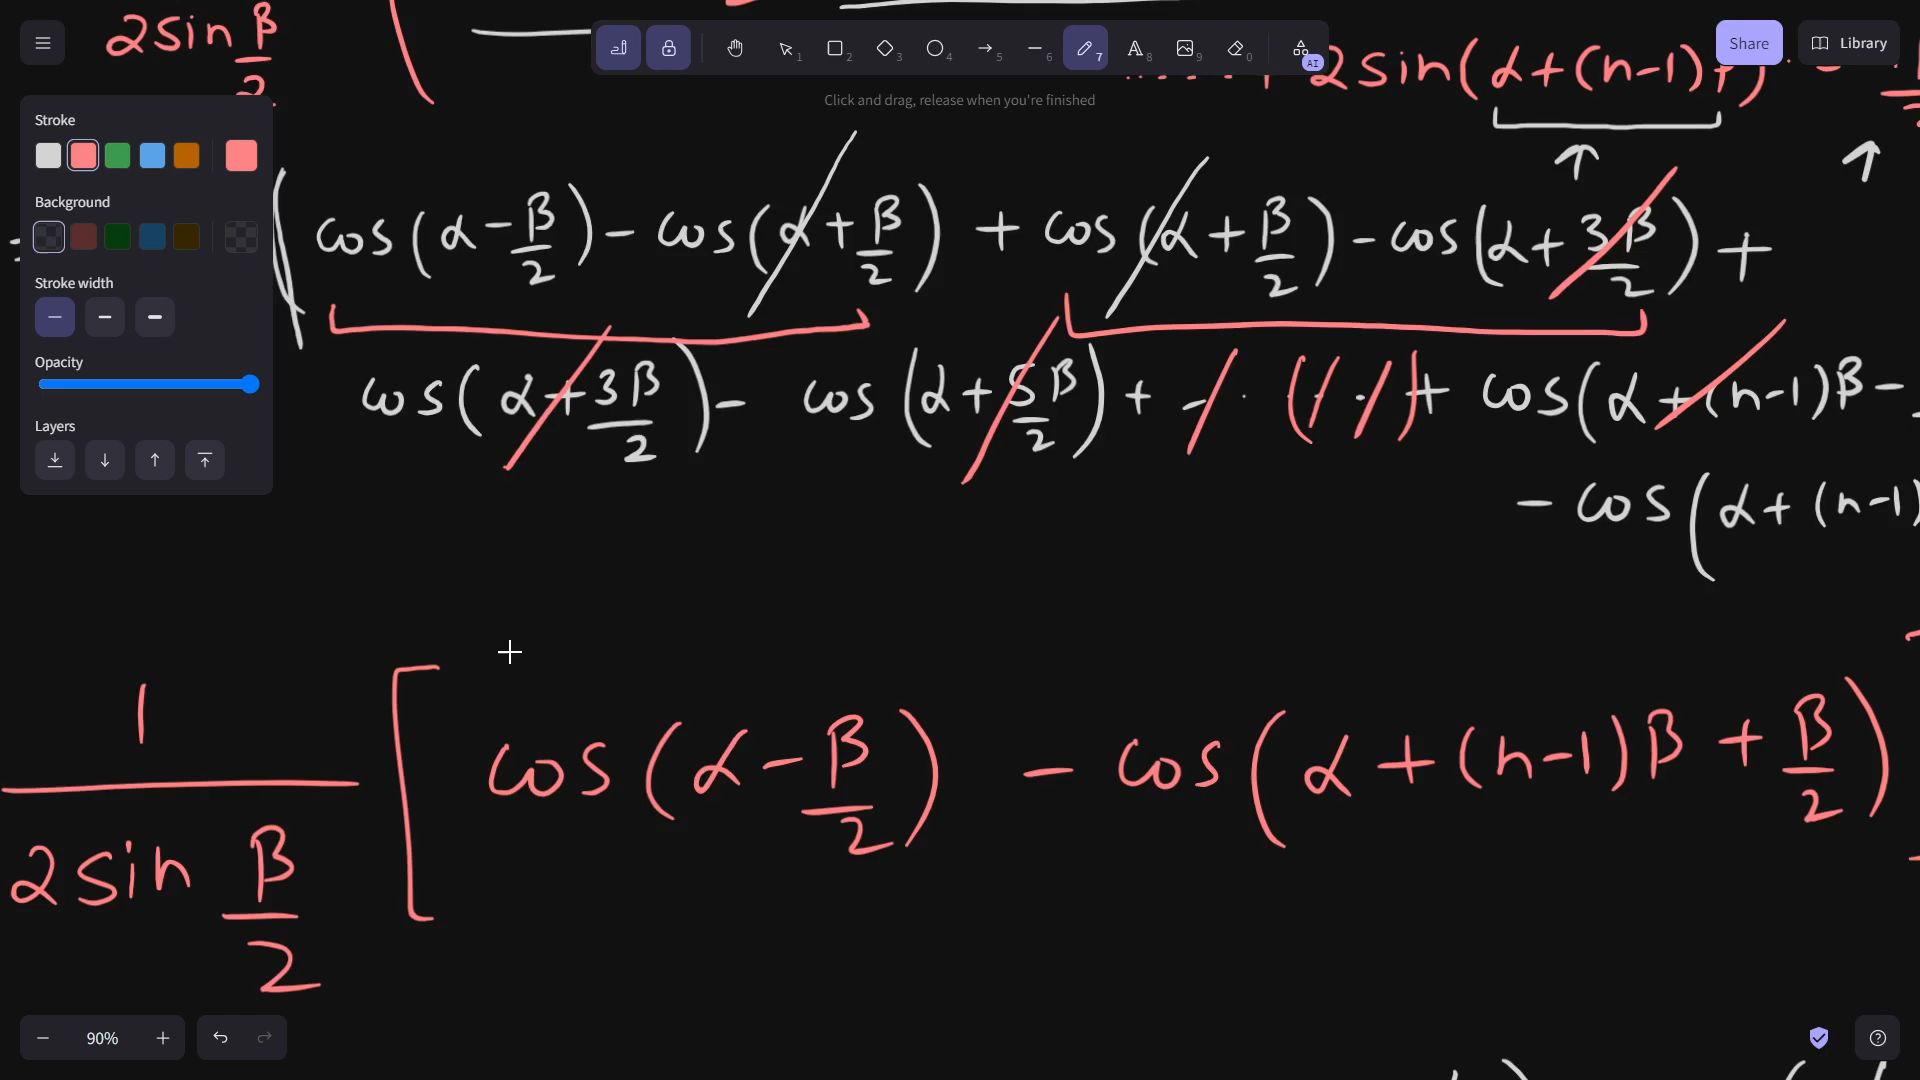 2sin β/2
2sin(α+(n-1)
Share
Library
Click and drag, release when you're finished
Stroke
Background
Stroke width
Opacity
Layers
cos(α-β/2) - cos(α+β/2) + cos(α+β/2) - cos(α+3β/2) +
cos(α+3β/2) - cos(α+5β/2) + - · · · + cos(α+(n-1)β -
- cos(α+(n-1)
1/(2sin β/2) [cos(α-β/2) - cos(α+(n-1)β+β/2)
90%